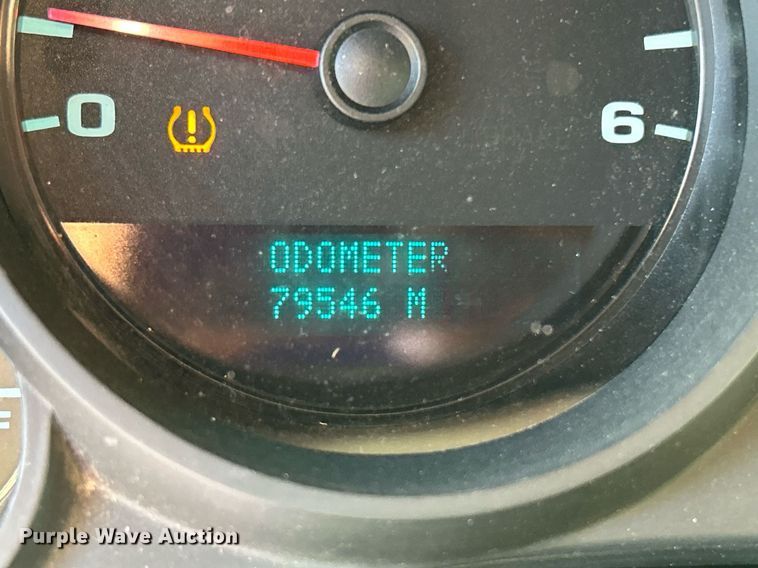 0
6
ODOMETER
79546 M
F
Purple Wave Auction